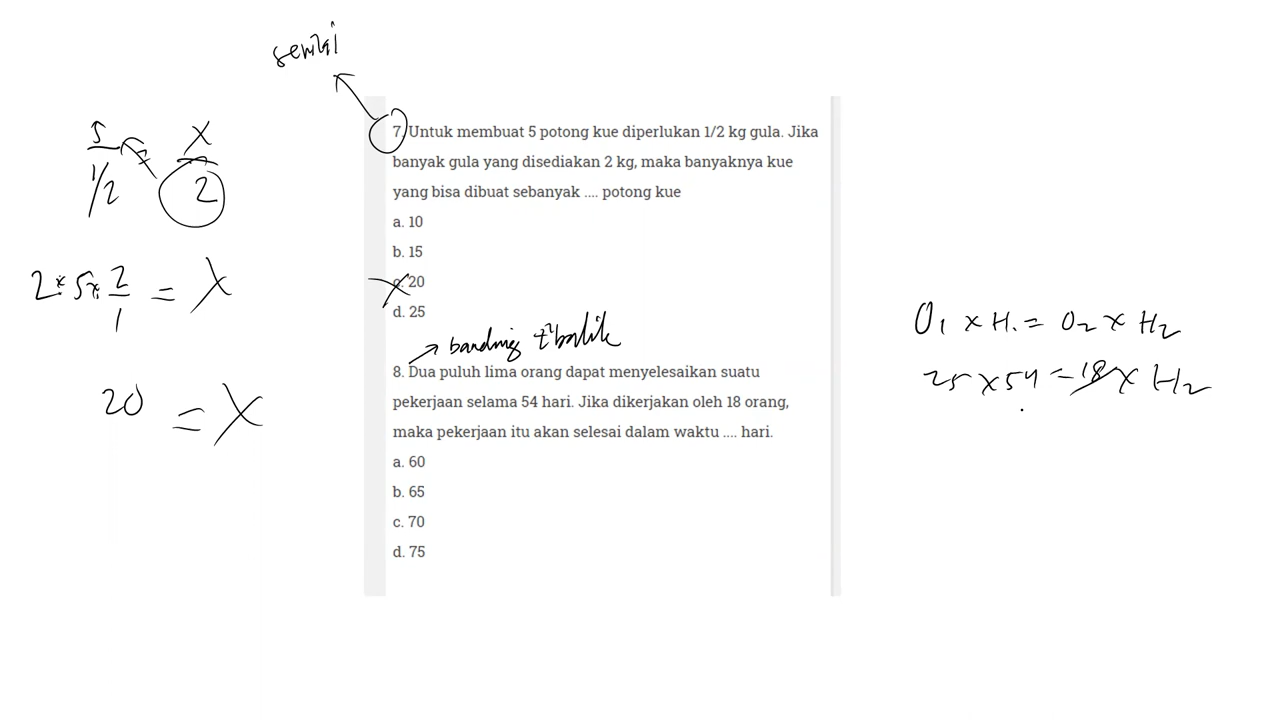 senilai
5/1/2 = x/2
2 x 5 x 2/1 = x
20 = x
7. Untuk membuat 5 potong kue diperlukan 1/2 kg gula. Jika
banyak gula yang disediakan 2 kg, maka banyaknya kue
yang bisa dibuat sebanyak .... potong kue
a. 10
b. 15
c. 20
d. 25
banding t²balik
8. Dua puluh lima orang dapat menyelesaikan suatu
pekerjaan selama 54 hari. Jika dikerjakan oleh 18 orang,
maka pekerjaan itu akan selesai dalam waktu .... hari.
a. 60
b. 65
c. 70
d. 75
O₁ x H₁ = O₂ x H₂
25 x 54 = 18 x H₂